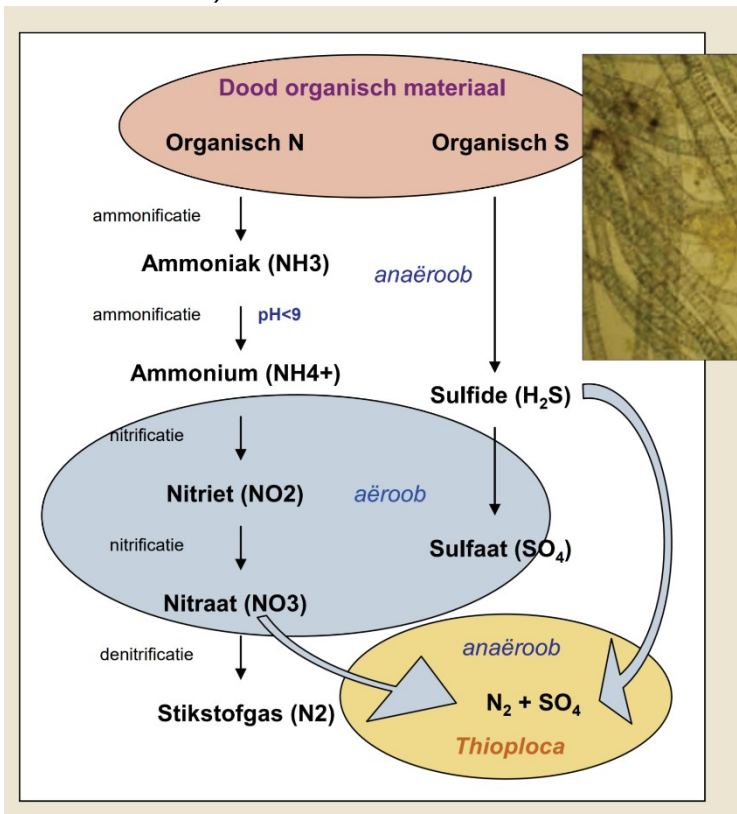 Dood organisch materiaal
Organisch N
Organisch S
ammonificatie
Ammoniak (NH3)
anaëroob
ammonificatie
pH<9
Ammonium (NH4+)
Sulfide (H₂S)
nitrificatie
Nitriet (NO2)
aëroob
nitrificatie
Sulfaat (SO₄)
Nitraat (NO3)
denitrificatie
anaëroob
Stikstofgas (N2)
N₂ + SO₄
Thioploca